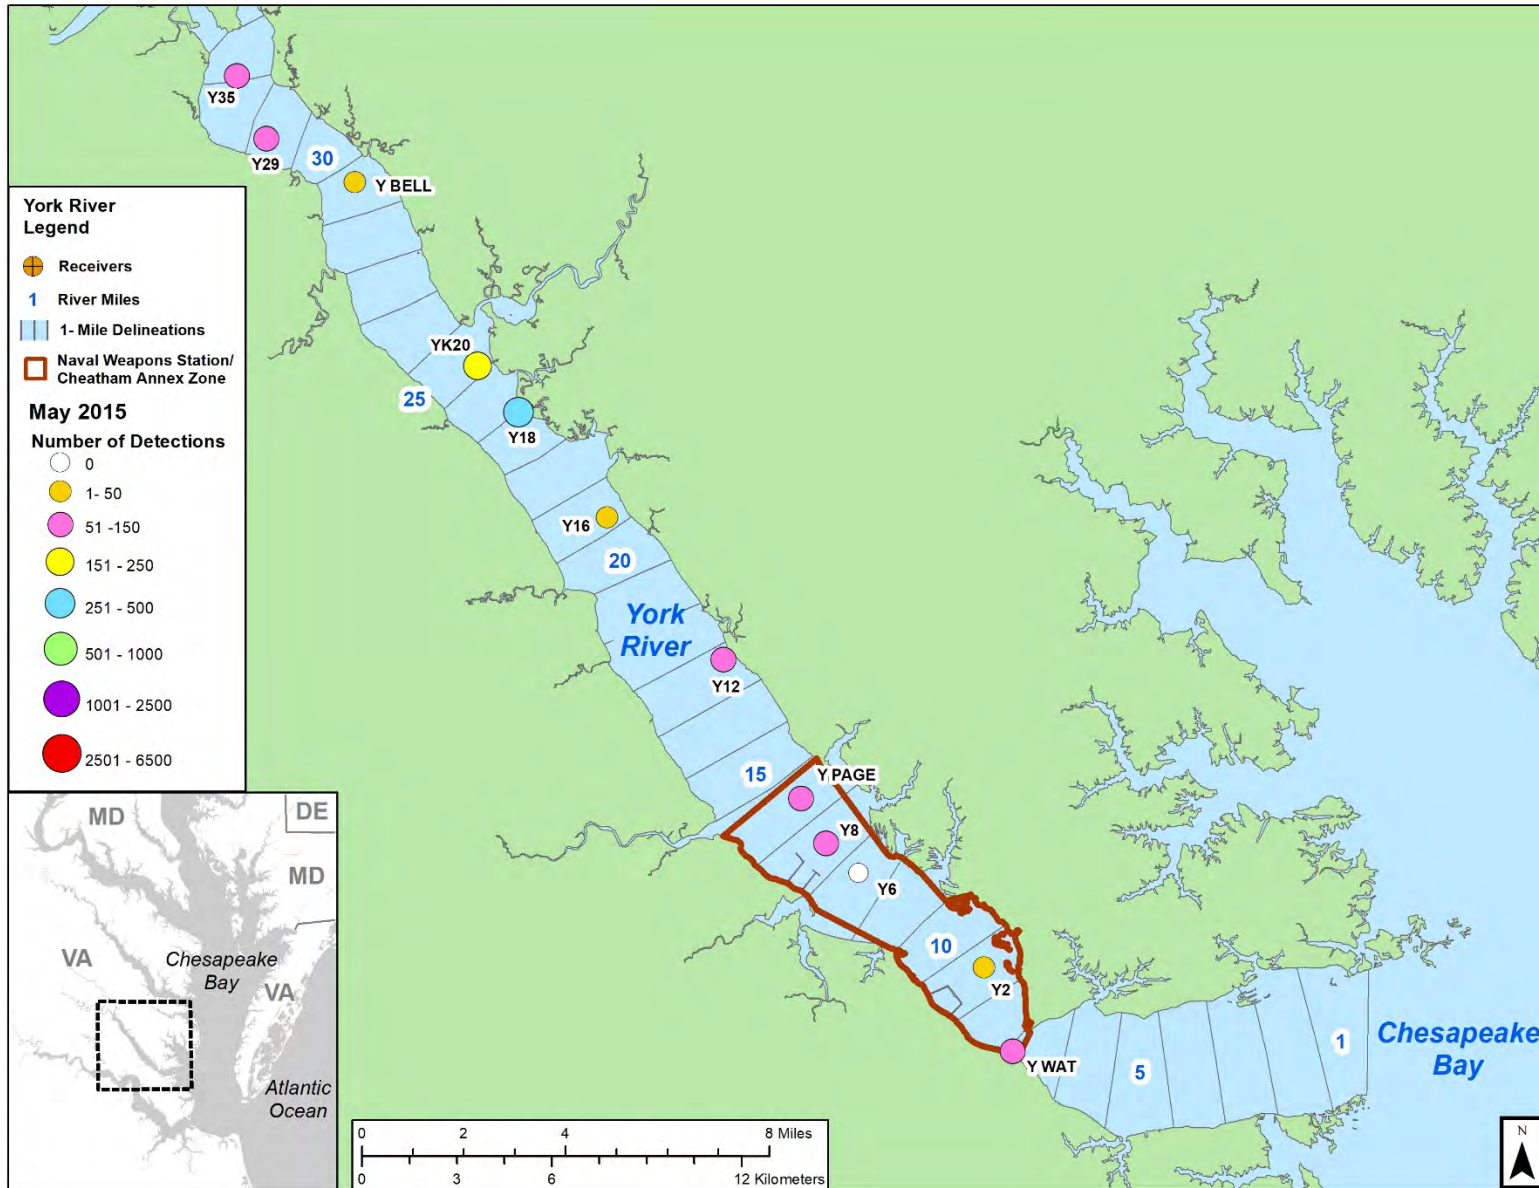 Y35
Y29
30
Y BELL
York River
Legend
Receivers
1 River Miles
1- Mile Delineations
Naval Weapons Station/
Cheatham Annex Zone
May 2015
Number of Detections
0
1- 50
51 -150
151 - 250
251 - 500
501 - 1000
1001 - 2500
2501 - 6500
YK20
25
Y18
Y16
20
York
River
Y12
15
Y PAGE
Y8
Y6
10
Y2
Y WAT
5
1
Chesapeake
Bay
MD
DE
MD
VA
Chesapeake
Bay
VA
Atlantic
Ocean
0 2 4 8 Miles
0 3 6 12 Kilometers
N